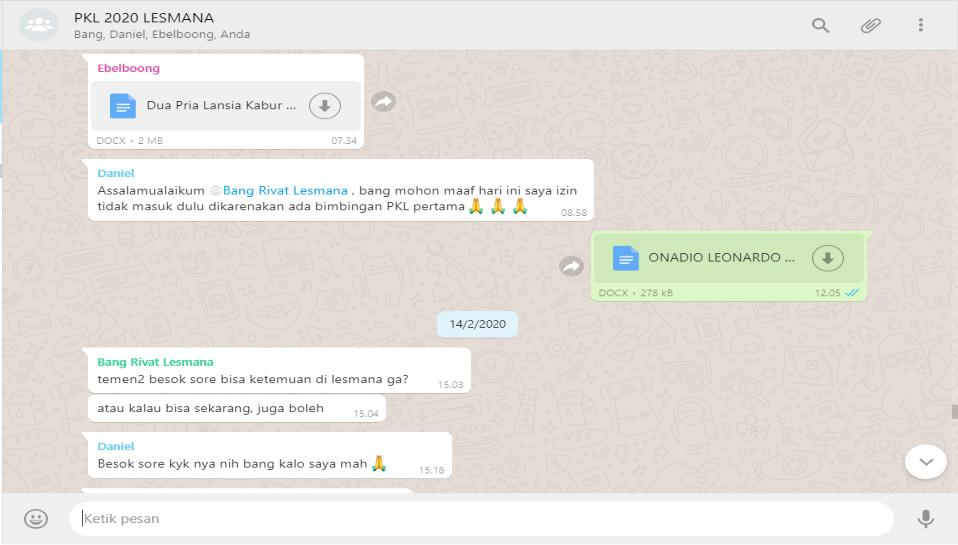 PKL 2020 LESMANA
Bang, Daniel, Ebelboong, Anda
Ebelboong
Dua Pria Lansia Kabur ...
DOCX • 2 MB 07.34
Daniel
Assalamualaikum @Bang Rivat Lesmana , bang mohon maaf hari ini saya izin
tidak masuk dulu dikarenakan ada bimbingan PKL pertama🙏 🙏 🙏 08.58
ONADIO LEONARDO ...
DOCX • 278 kB 12.05
14/2/2020
Bang Rivat Lesmana
temen2 besok sore bisa ketemuan di lesmana ga? 15.03
atau kalau bisa sekarang, juga boleh 15.04
Daniel
Besok sore kyk nya nih bang kalo saya mah 🙏 15.18
Ketik pesan